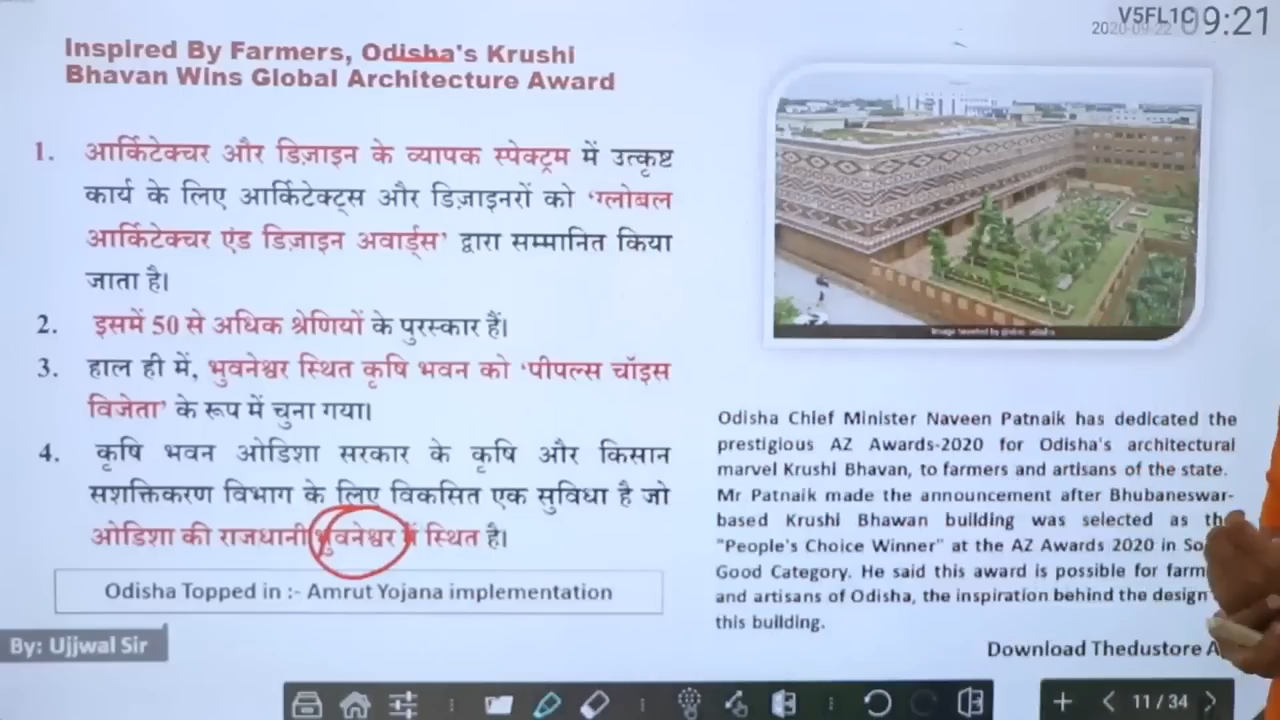 V5FL1C
2020-09-22
09:21
Inspired By Farmers, Odisha's Krushi
Bhavan Wins Global Architecture Award
1. आर्किटेक्चर और डिज़ाइन के व्यापक स्पेक्ट्रम में उत्कृष्ट
कार्य के लिए आर्किटेक्ट्स और डिज़ाइनरों को 'ग्लोबल
आर्किटेक्चर एंड डिज़ाइन अवार्ड्स' द्वारा सम्मानित किया
जाता है।
2. इसमें 50 से अधिक श्रेणियों के पुरस्कार हैं।
3. हाल ही में, भुवनेश्वर स्थित कृषि भवन को 'पीपल्स चॉइस
विजेता' के रूप में चुना गया।
4. कृषि भवन ओडिशा सरकार के कृषि और किसान
सशक्तिकरण विभाग के लिए विकसित एक सुविधा है जो
ओडिशा की राजधानी भुवनेश्वर में स्थित है।
Odisha Topped in :- Amrut Yojana implementation
By: Ujjwal Sir
Image tweeted by
Odisha Chief Minister Naveen Patnaik has dedicated the
prestigious AZ Awards-2020 for Odisha's architectural
marvel Krushi Bhavan, to farmers and artisans of the state.
Mr Patnaik made the announcement after Bhubaneswar-
based Krushi Bhawan building was selected as the
"People's Choice Winner" at the AZ Awards 2020 in So
Good Category. He said this award is possible for farm
and artisans of Odisha, the inspiration behind the design
this building.
Download Thedustore A
11 / 34